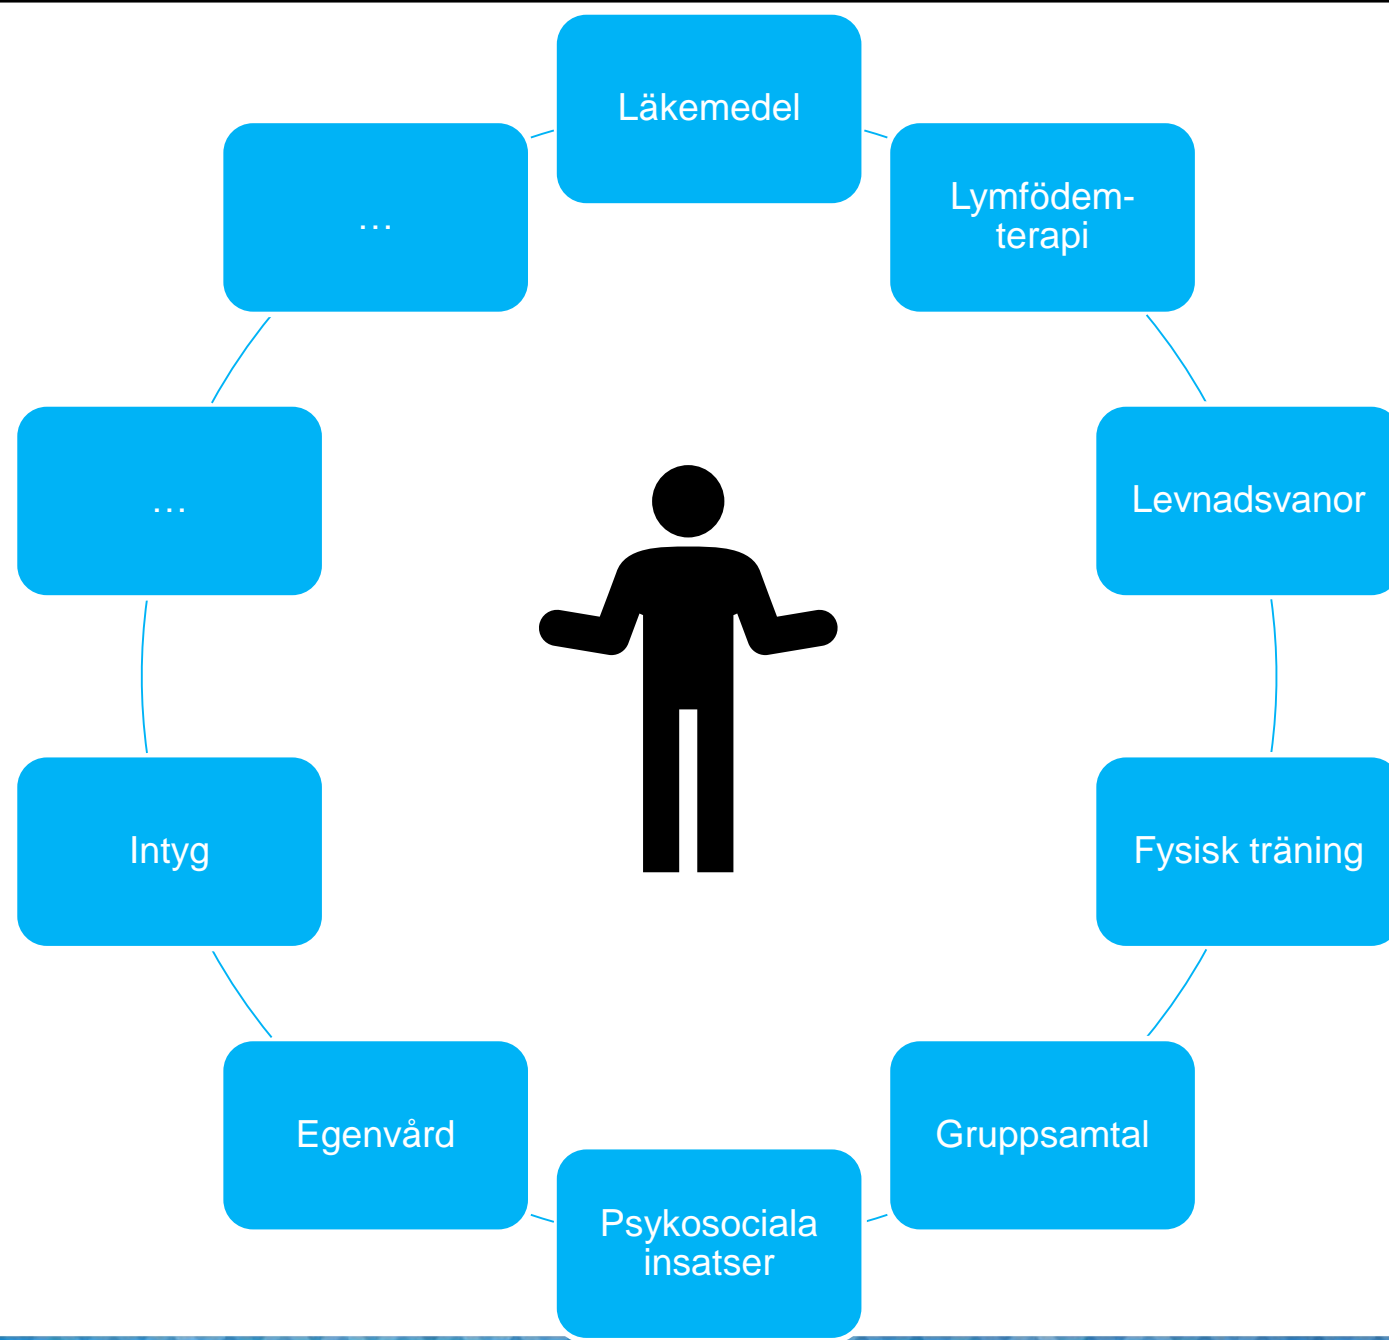 Läkemedel
Lymfödem-
terapi
Levnadsvanor
Fysisk träning
Gruppsamtal
Psykosociala
insatser
Egenvård
Intyg
…
…